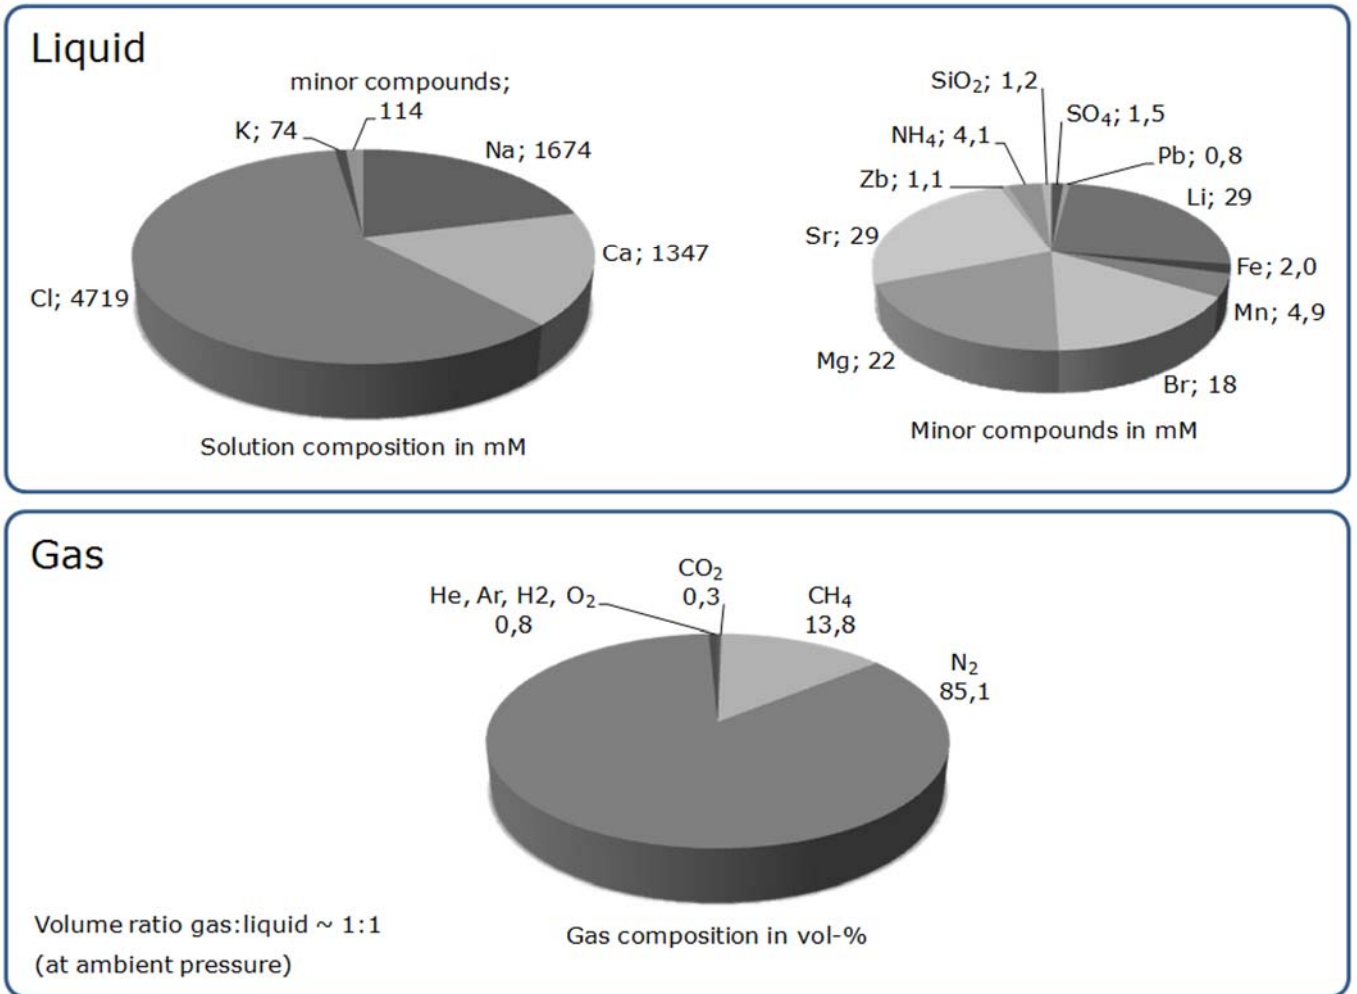 Liquid
minor compounds;
114
K; 74
Na; 1674
Ca; 1347
Cl; 4719
Solution composition in mM
SiO₂; 1,2
SO₄; 1,5
NH₄; 4,1
Pb; 0,8
Zb; 1,1
Li; 29
Sr; 29
Fe; 2,0
Mn; 4,9
Mg; 22
Br; 18
Minor compounds in mM
Gas
He, Ar, H2, O₂
0,8
CO₂
0,3
CH₄
13,8
N₂
85,1
Volume ratio gas:liquid ~ 1:1
(at ambient pressure)
Gas composition in vol-%